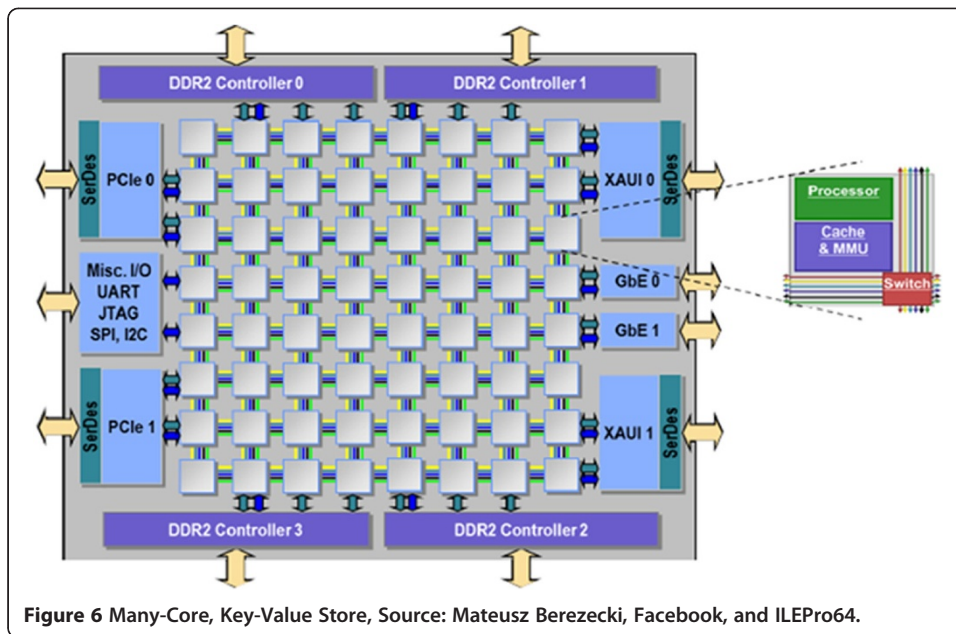 DDR2 Controller 0
DDR2 Controller 1
SerDes
PCIe 0
XAUI 0
SerDes
Processor
Cache
& MMU
Switch
Misc. I/O
UART
JTAG
SPI, I2C
GbE 0
GbE 1
SerDes
PCIe 1
XAUI 1
SerDes
DDR2 Controller 3
DDR2 Controller 2
Figure 6 Many-Core, Key-Value Store, Source: Mateusz Berezecki, Facebook, and ILEPro64.